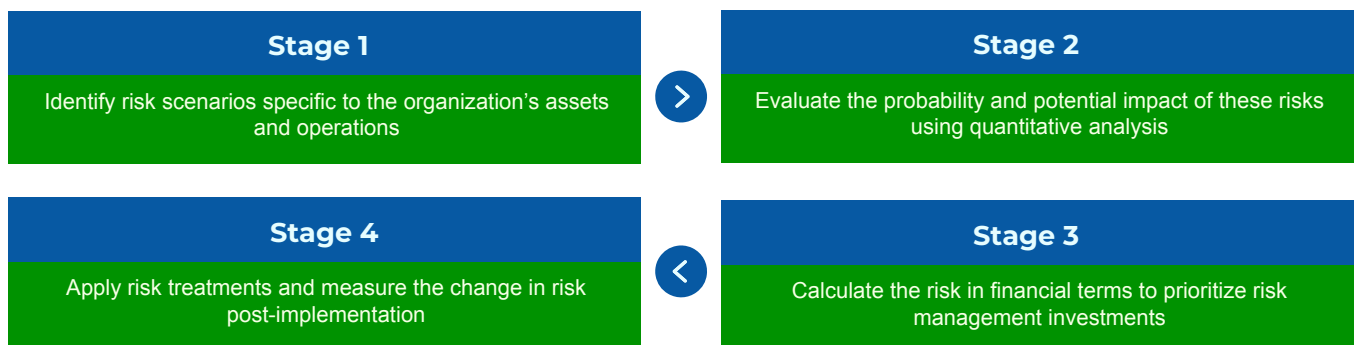 Stage 1
Identify risk scenarios specific to the organization’s assets
and operations
Stage 2
Evaluate the probability and potential impact of these risks
using quantitative analysis
Stage 3
Calculate the risk in financial terms to prioritize risk
management investments
Stage 4
Apply risk treatments and measure the change in risk
post-implementation